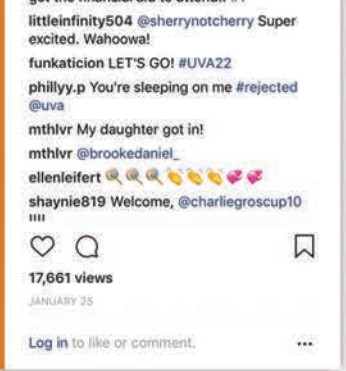 littleinfinity504 @sherrynotcherry Super
excited. Wahoowa!
funkaticion LET'S GO! #UVA22
phillyy.p You're sleeping on me #rejected
@uva
mthlvr My daughter got in!
mthlvr @brookedaniel_
ellenleifert 🍭🍭🍭👏👏👏💞💞
shaynie819 Welcome, @charliegroscup10
!!!!
17,661 views
JANUARY 25
Log in to like or comment.